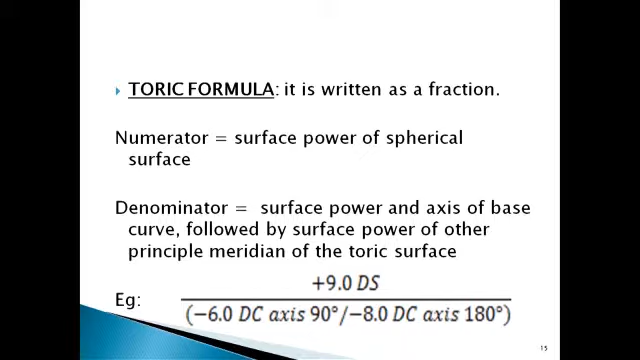 TORIC FORMULA: it is written as a fraction.
Numerator = surface power of spherical
surface
Denominator = surface power and axis of base
curve, followed by surface power of other
principle meridian of the toric surface
Eg:
+9.0 DS
(−6.0 DC axis 90°/−8.0 DC axis 180°)
15